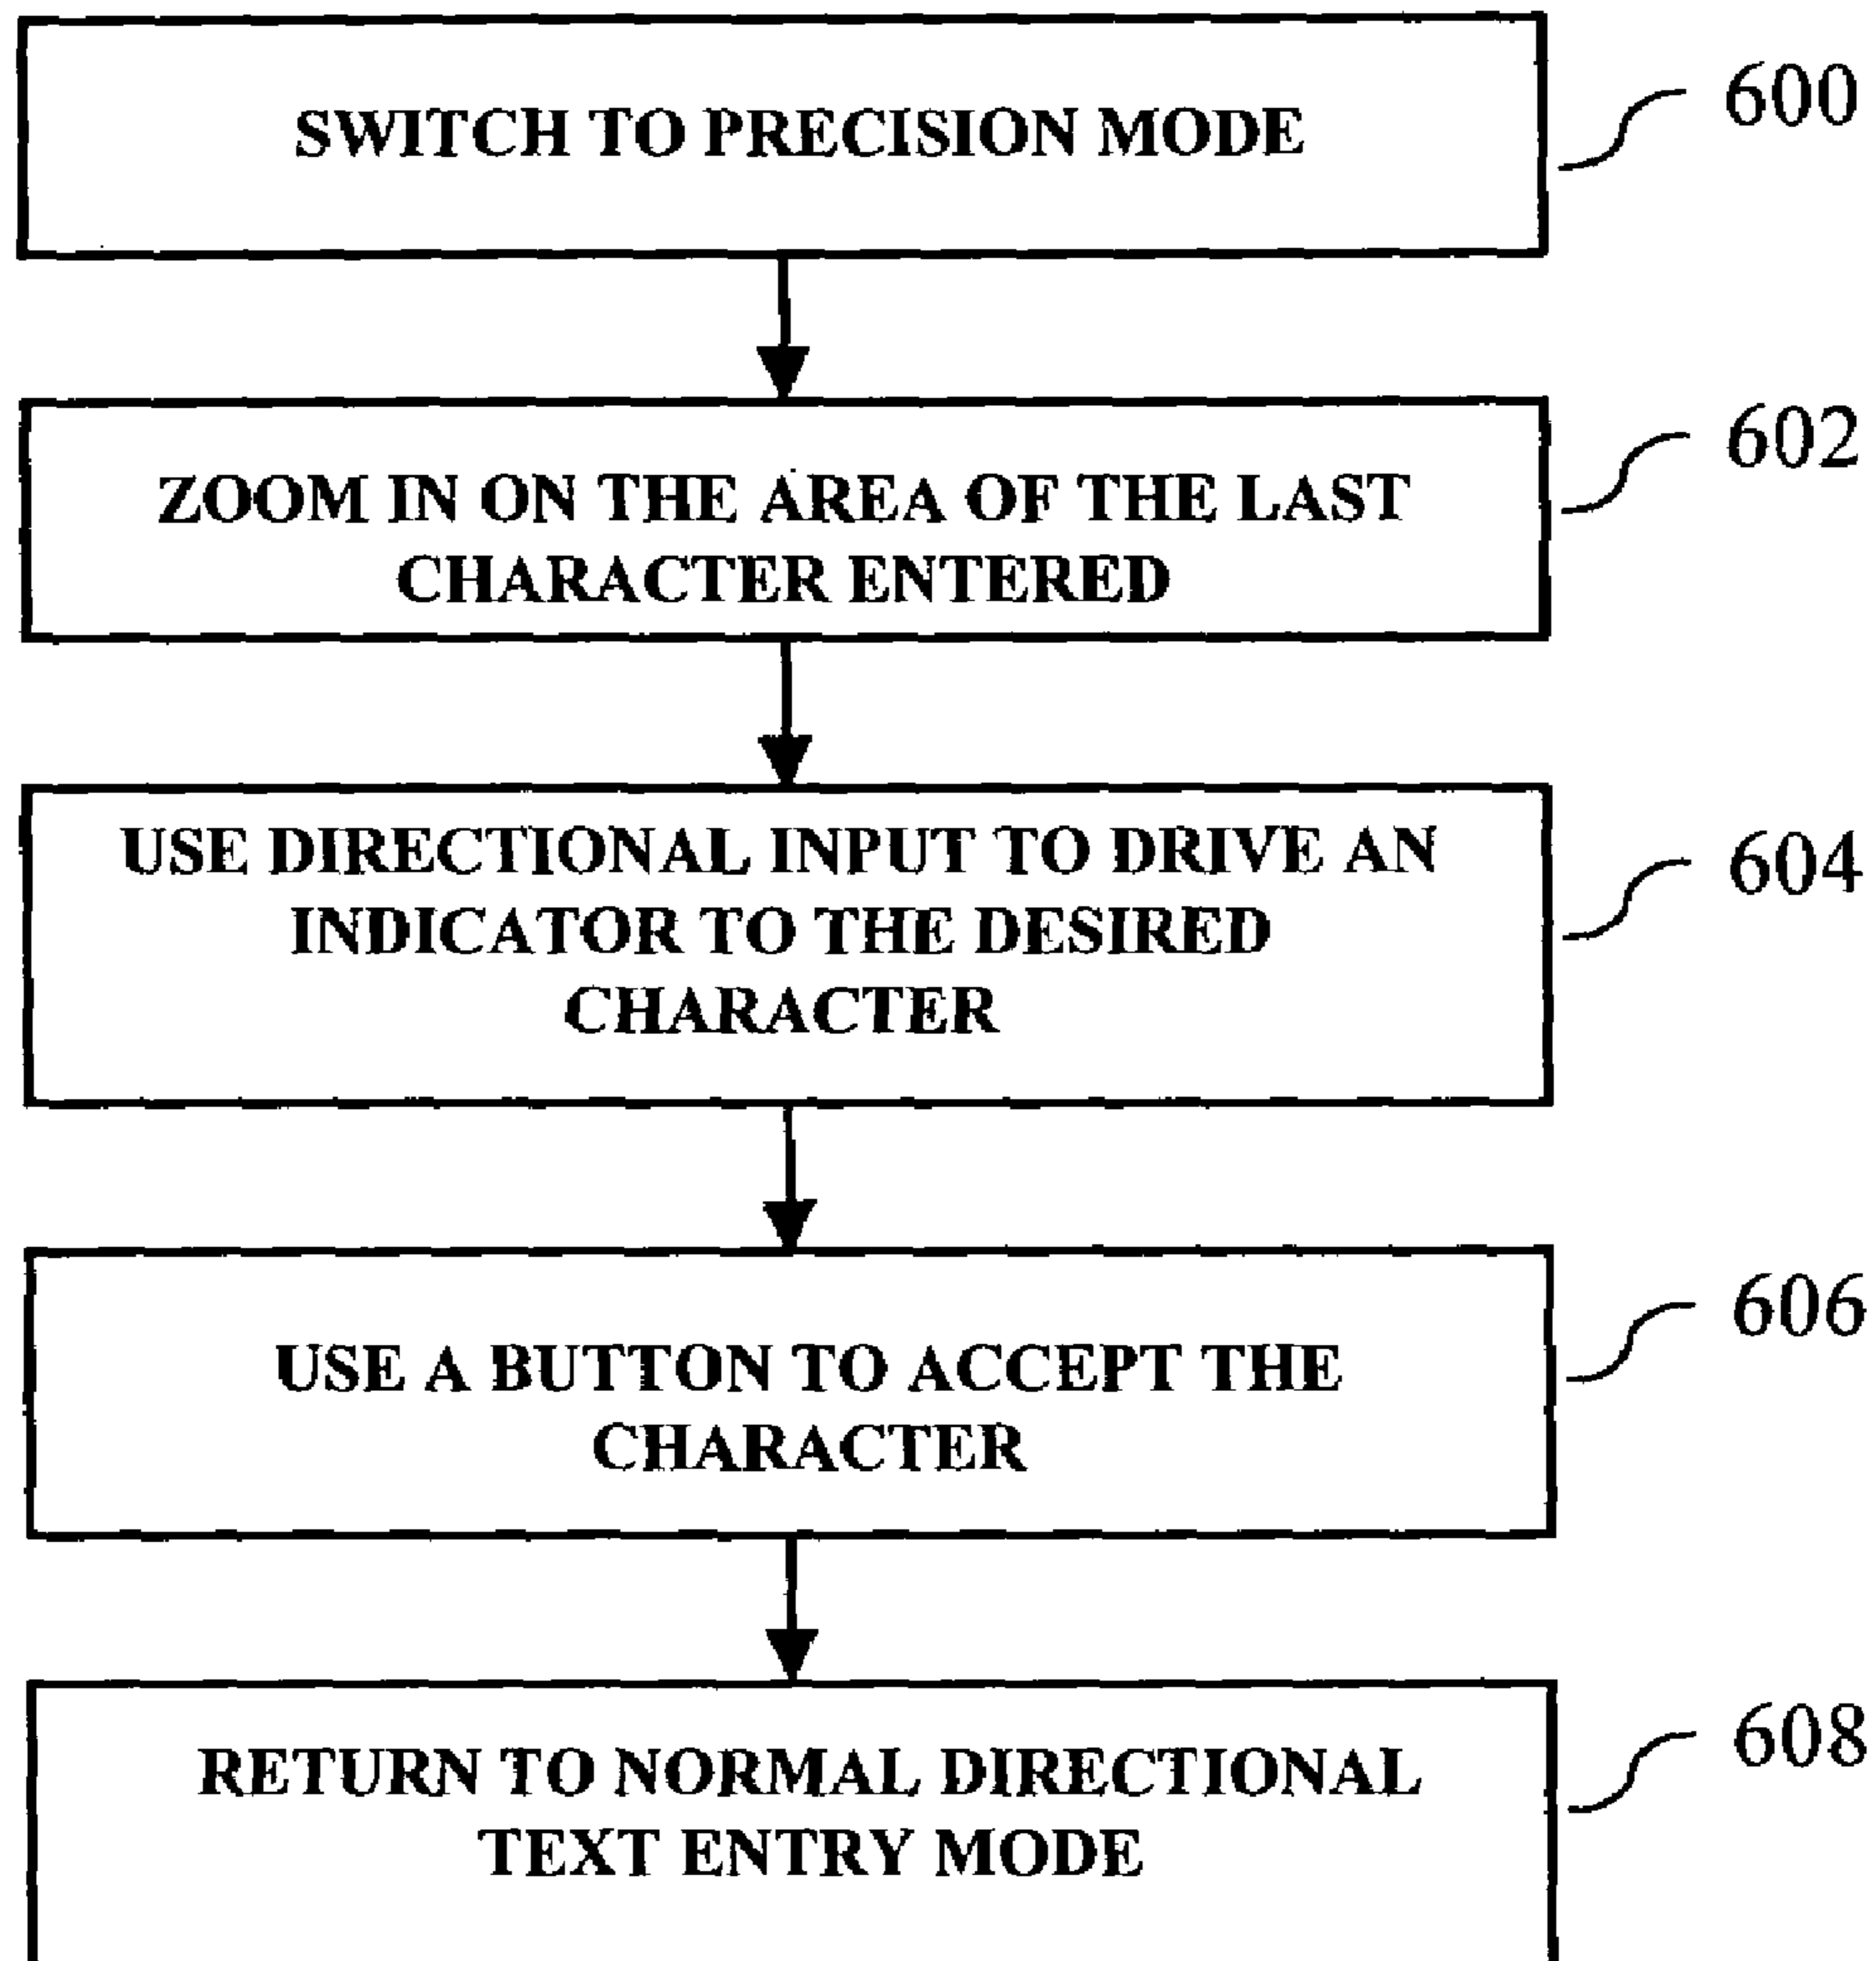 SWITCH TO PRECISION MODE
600
ZOOM IN ON THE AREA OF THE LAST
CHARACTER ENTERED
602
USE DIRECTIONAL INPUT TO DRIVE AN
INDICATOR TO THE DESIRED
CHARACTER
604
USE A BUTTON TO ACCEPT THE
CHARACTER
606
RETURN TO NORMAL DIRECTIONAL
TEXT ENTRY MODE
608